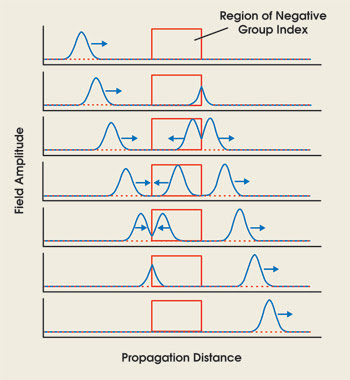 Region of Negative
Group Index
Field Amplitude
Propagation Distance